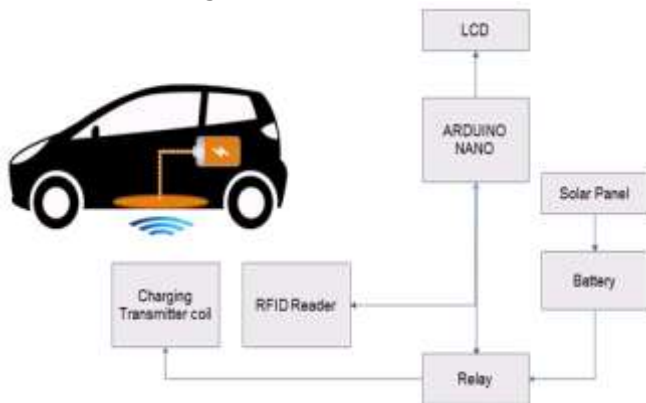 LCD
ARDUINO
NANO
Solar Panel
Battery
Charging
Transmitter coil
RFID Reader
Relay